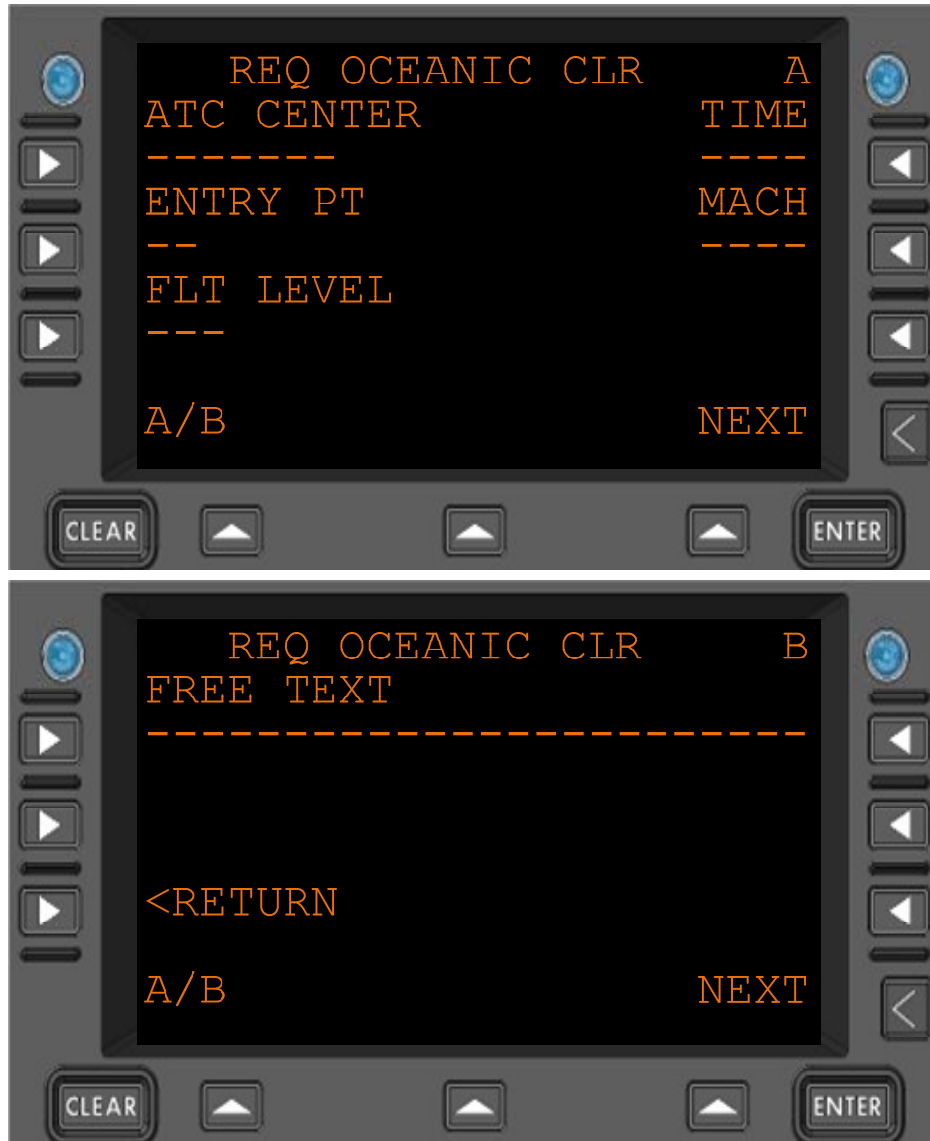 REQ OCEANIC CLR A
ATC CENTER TIME
------- ----
ENTRY PT MACH
-- ----
FLT LEVEL
---
A/B NEXT
CLEAR ENTER
REQ OCEANIC CLR B
FREE TEXT
------------------------
<RETURN
A/B NEXT
CLEAR ENTER